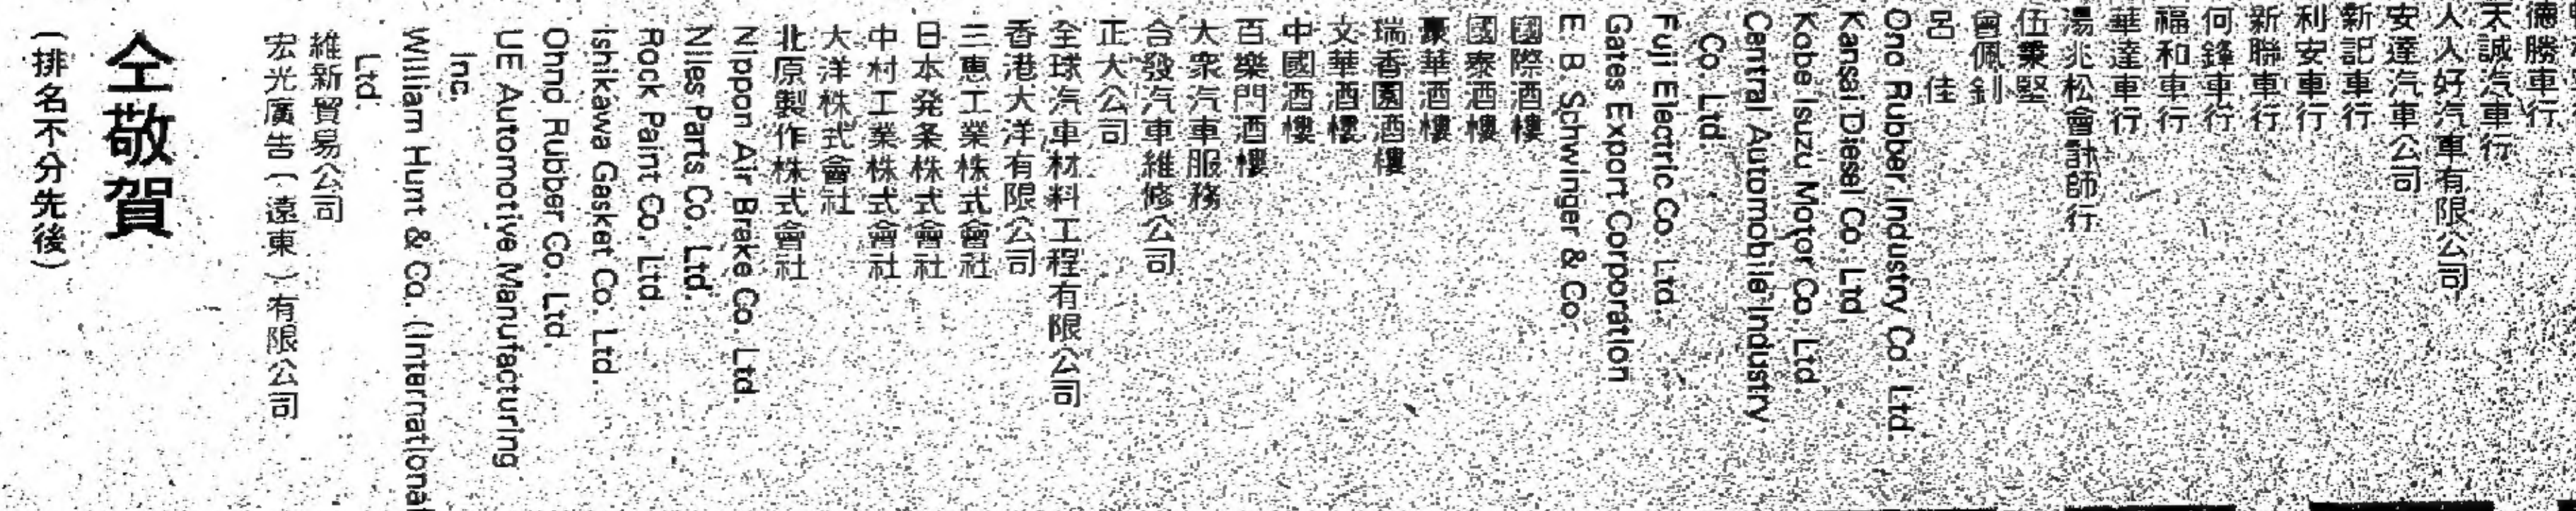 德勝車行
天誠汽車行
人人好汽車有限公司
安達汽車公司
新記車行
利安車行
新聯車行
何鋒車行
福和車行
華達車行
湯兆松會計師行
伍秉堅
曾佩釗
呂佳
Ono Rubber Industry Co. Ltd.
Kansai Diesel Co. Ltd.
Kobe Isuzu Motor Co. Ltd.
Central Automobile Industry
Co. Ltd.
Fuji Electric Co. Ltd.
Gates Export Corporation
E. B. Schwinger & Co.
國際酒樓
國泰酒樓
豪華酒樓
瑞香園酒樓
文華酒樓
中國酒樓
百樂門酒樓
大眾汽車服務
合發汽車維修公司
正大公司
全球汽車材料工程有限公司
香港大洋有限公司
三惠工業株式會社
日本発条株式會社
中村工業株式會社
大洋株式會社
北原製作株式會社
Nippon Air Brake Co. Ltd.
Niles Parts Co. Ltd.
Rock Paint Co. Ltd.
Ishikawa Gasket Co. Ltd.
Ohno Rubber Co. Ltd.
UE Automotive Manufacturing
Inc.
William Hunt & Co. (International
Ltd.
維新貿易公司
宏光廣告（遠東）有限公司
仝敬賀
（排名不分先後）